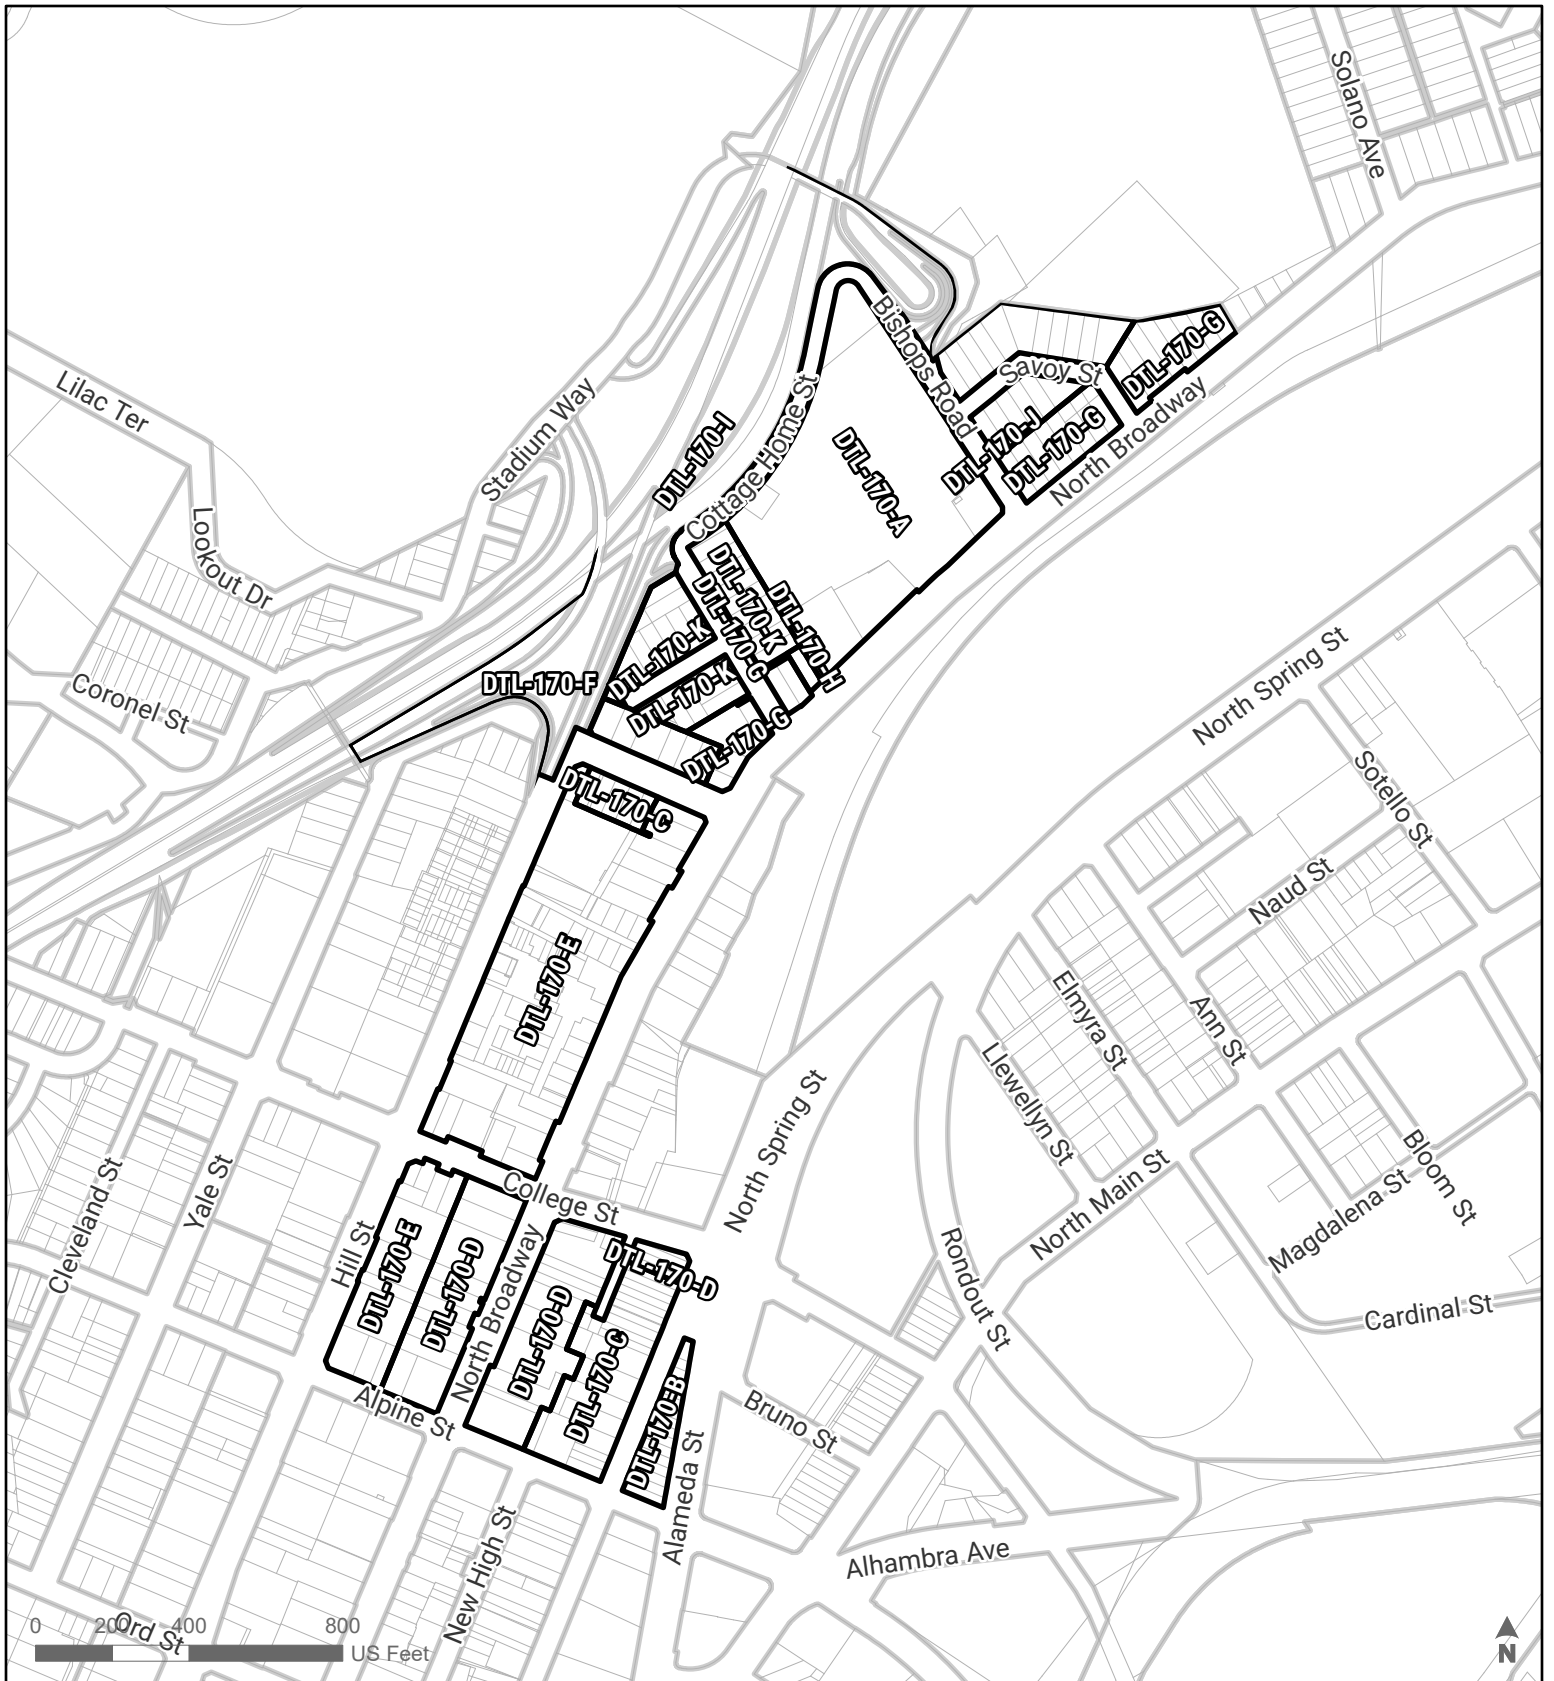 Solano Ave
Bishops Road
DTL-170-G
Savoy St
Lilac Ter
Stadium Way
DTL-170-I
Cottage Home St
DTL-170-A
DTL-170-J
DTL-170-G
North Broadway
Lookout Dr
DTL-170-K
DTL-170-G
DTL-170-H
DTL-170-K
DTL-170-F
DTL-170-K
Coronel St
DTL-170-G
North Spring St
DTL-170-C
Sotello St
Naud St
DTL-170-E
Elmyra St
Ann St
Llewellyn St
North Spring St
Bloom St
Cleveland St
Yale St
College St
North Main St
Magdalena St
Hill St
DTL-170-E
DTL-170-D
North Broadway
DTL-170-D
DTL-170-D
Rondout St
Cardinal St
DTL-170-C
DTL-170-B
Alpine St
Bruno St
Alameda St
New High St
Alhambra Ave
Ord St
0 200 400 800
US Feet
N